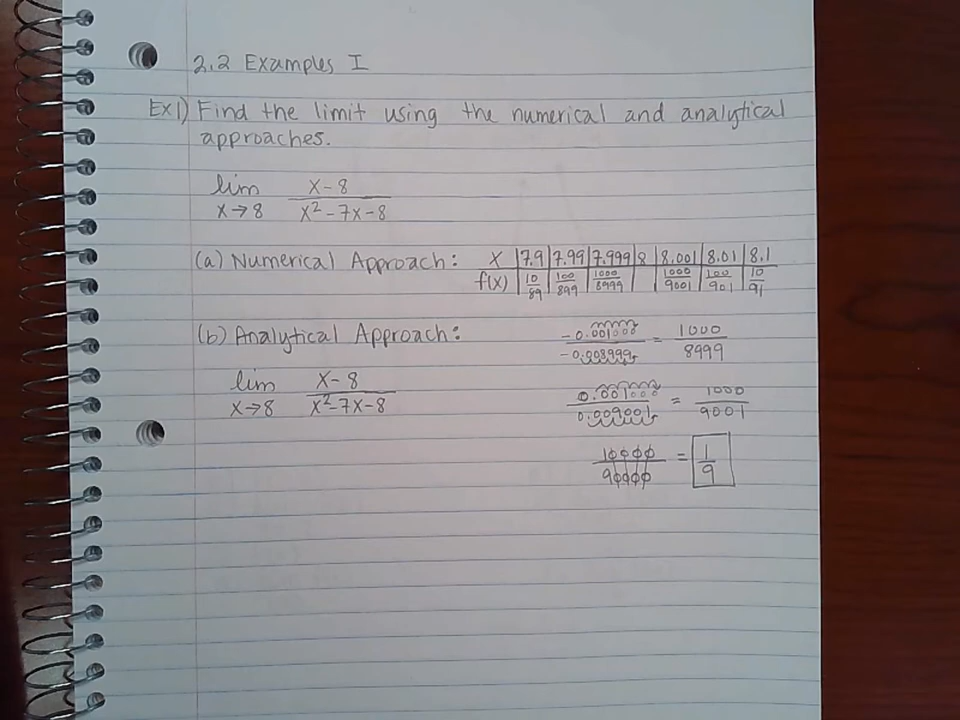 2.2 Examples I
Ex1) Find the limit using the numerical and analytical
approaches.
lim x→8 (x-8)/(x²-7x-8)
(a) Numerical Approach: x | 7.9 | 7.99 | 7.999 | 8 | 8.001 | 8.01 | 8.1
f(x) | 10/89 | 100/899 | 1000/8999 | | 1000/9001 | 100/901 | 10/91
(b) Analytical Approach:
-0.001000/-0.008999 = 1000/8999
lim x→8 (x-8)/(x²-7x-8)
0.001000/0.009001 = 1000/9001
10000/90000 = 1/9